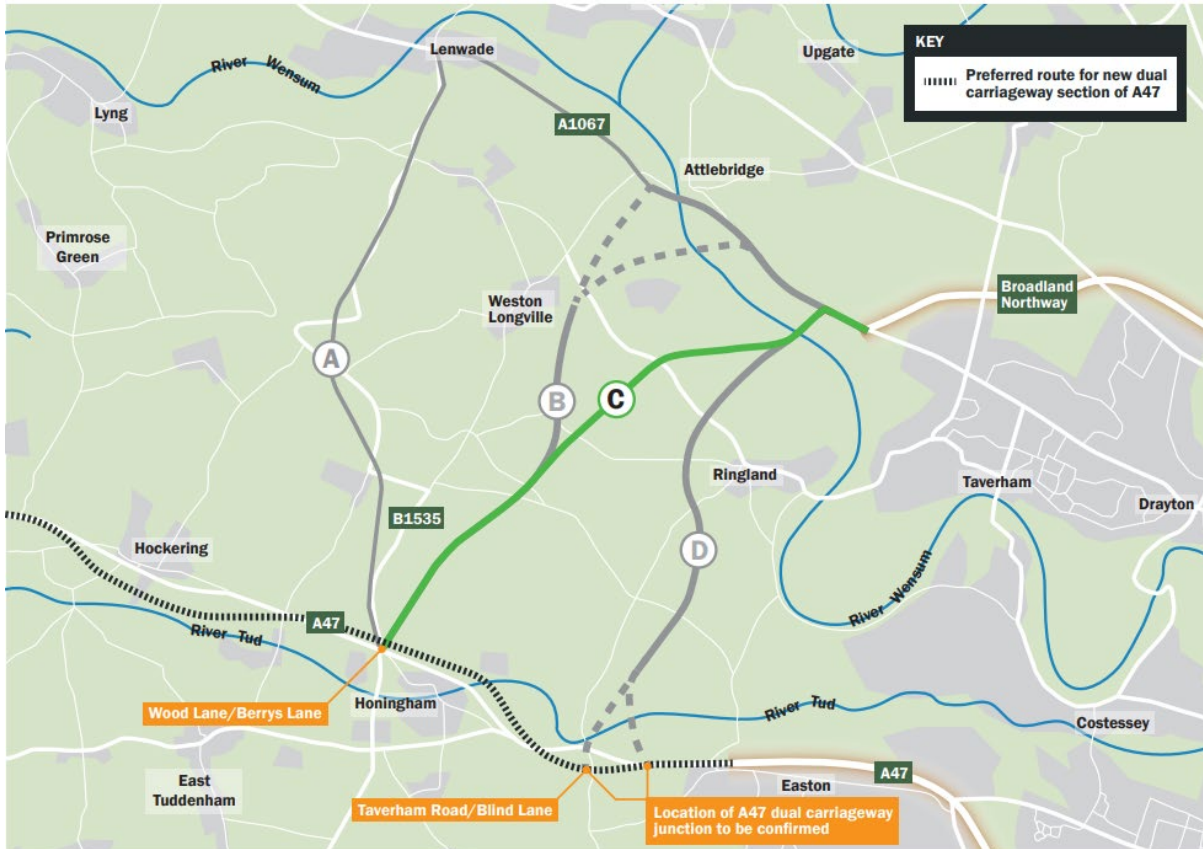 KEY
Preferred route for new dual
carriageway section of A47
Lenwade
Upgate
River Wensum
Lyng
A1067
Attlebridge
Primrose
Green
Broadland
Northway
Weston
Longville
A
B
C
Ringland
Taverham
Drayton
B1535
Hockering
D
River Wensum
A47
River Tud
Honingham
Wood Lane/Berrys Lane
River Tud
Costessey
East
Tuddenham
A47
Easton
Taverham Road/Blind Lane
Location of A47 dual carriageway
junction to be confirmed